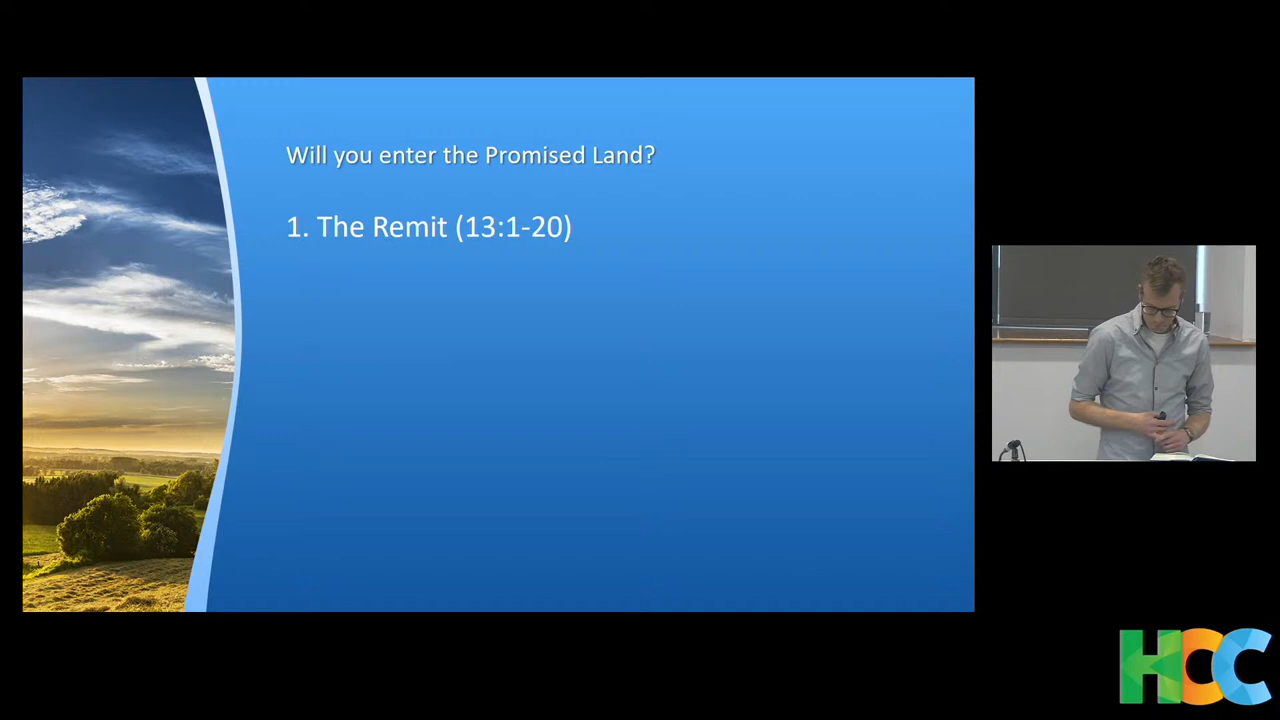 Will you enter the Promised Land?
1. The Remit (13:1-20)
HCC